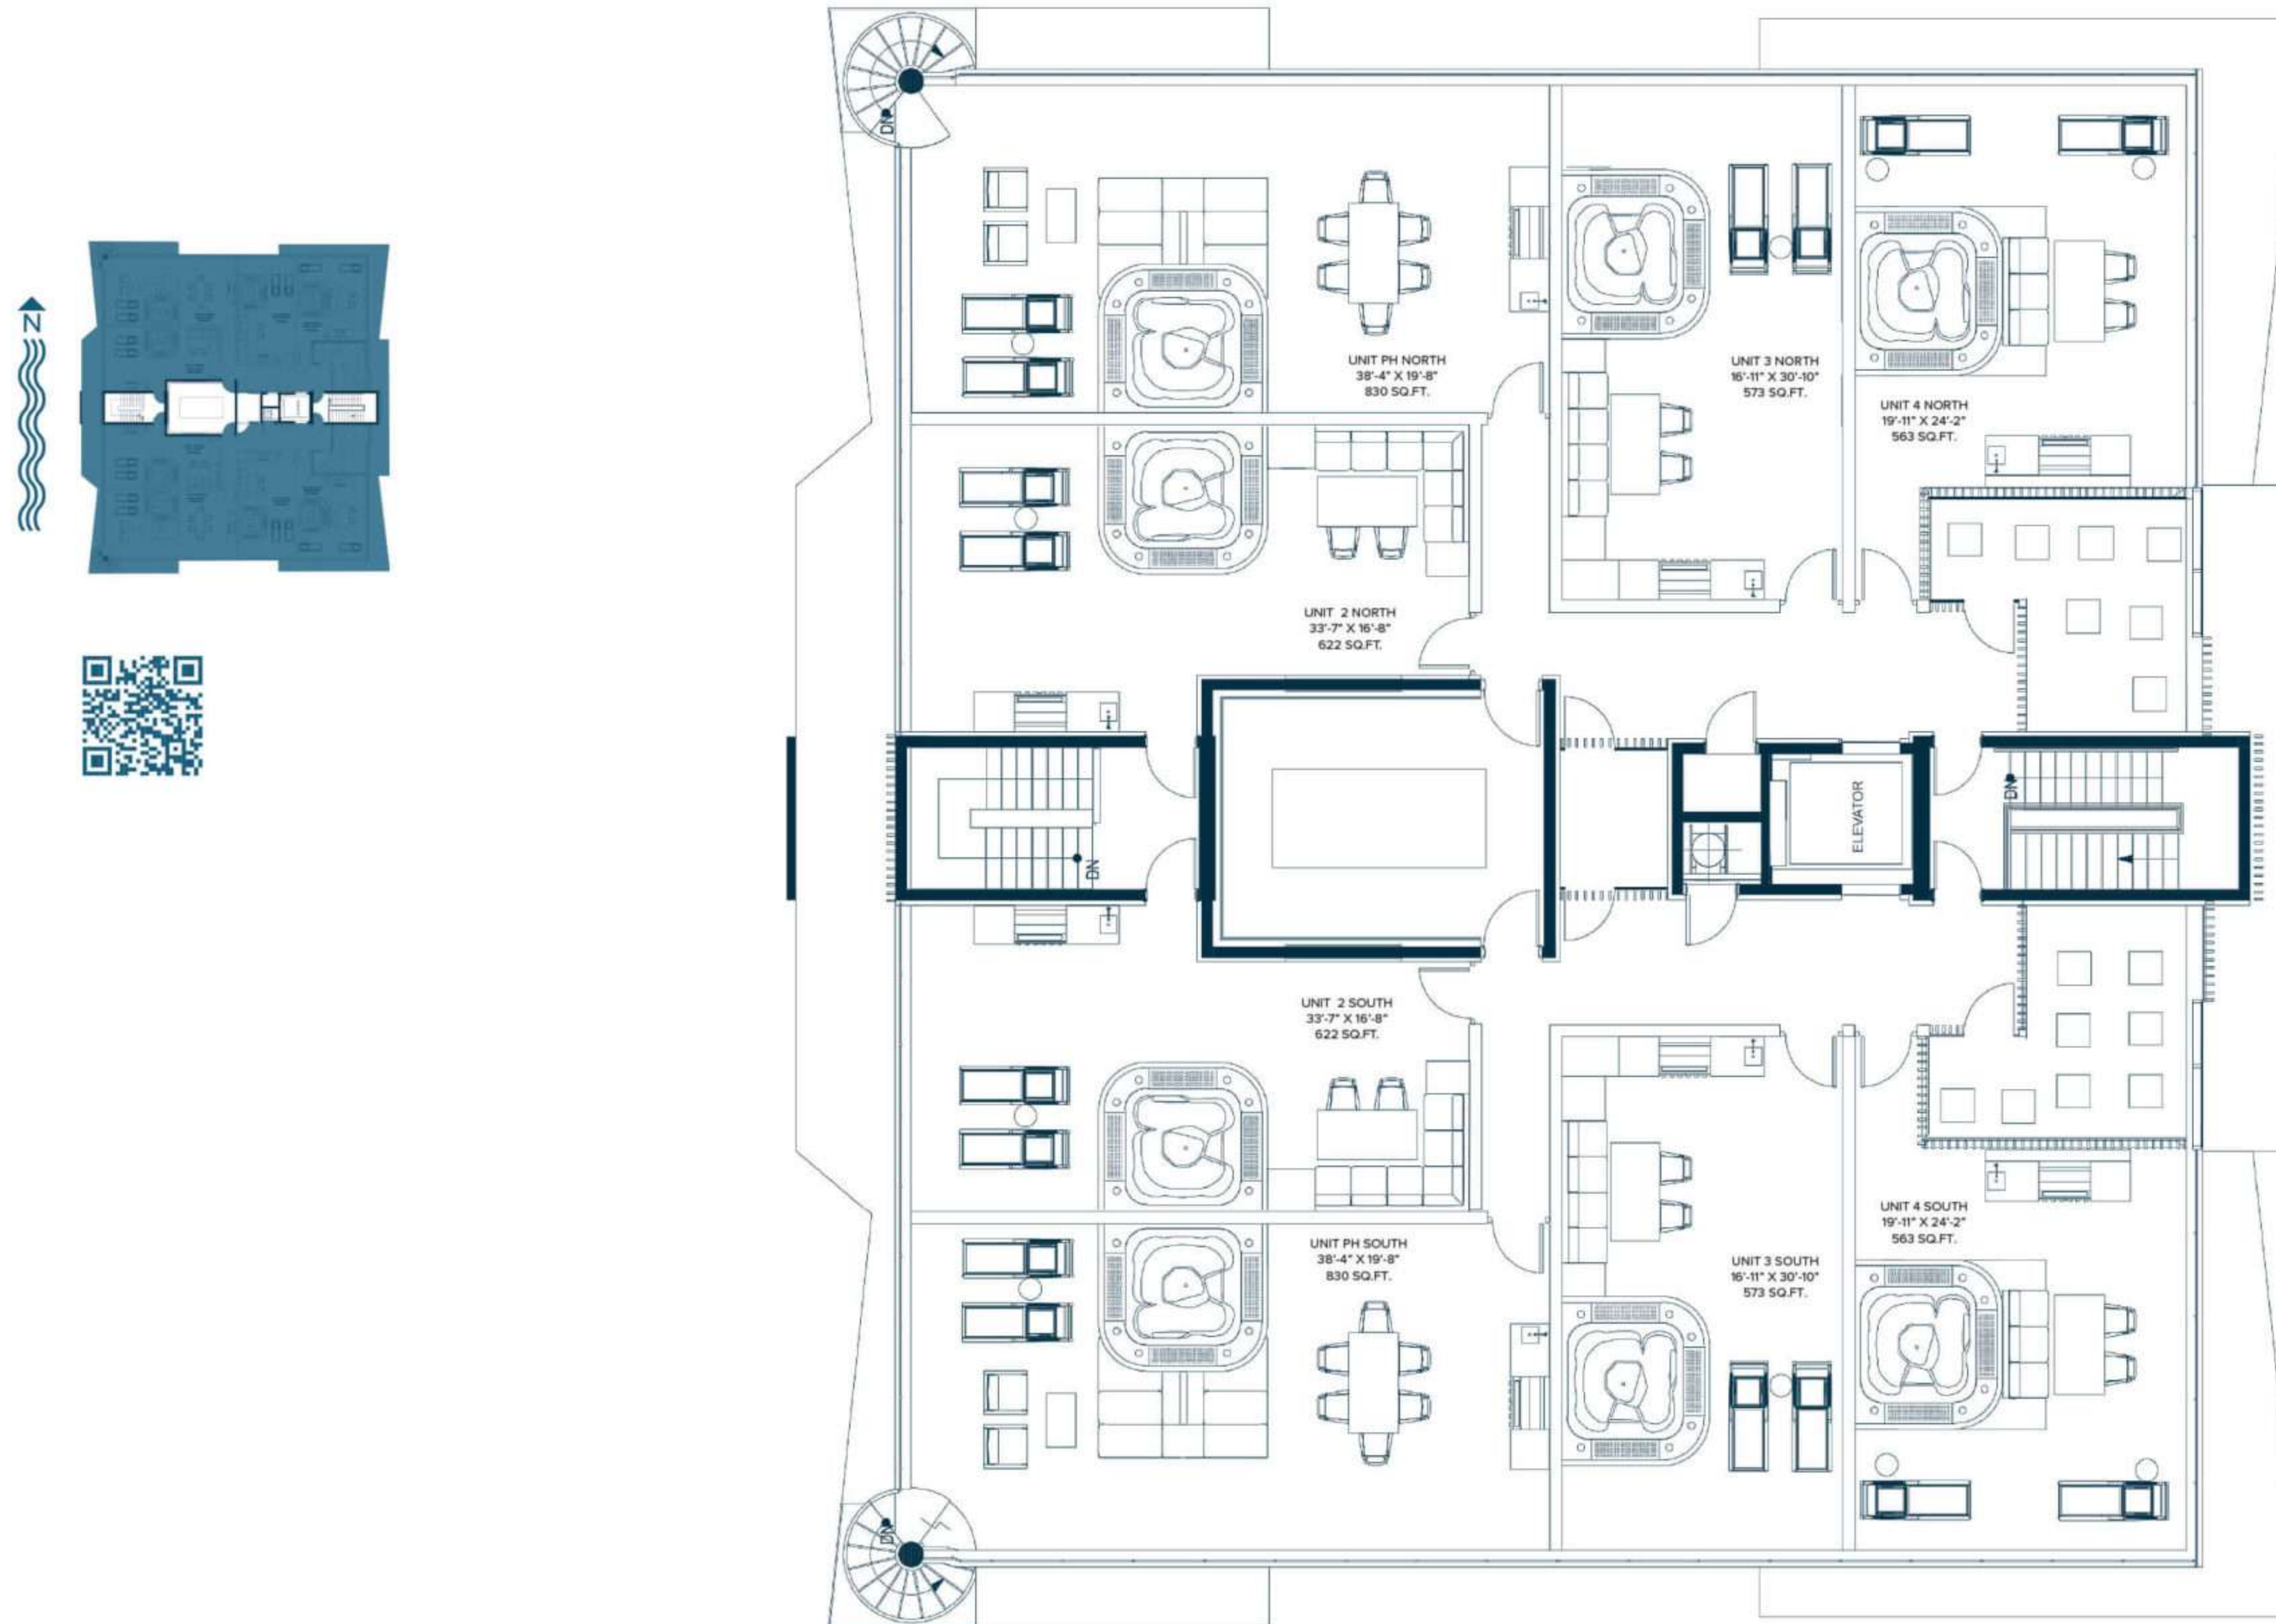 N
DN
UNIT PH NORTH
38'-4" X 19'-8"
830 SQ.FT.
UNIT 3 NORTH
16'-11" X 30'-10"
573 SQ.FT.
UNIT 4 NORTH
19'-11" X 24'-2"
563 SQ.FT.
UNIT 2 NORTH
33'-7" X 16'-8"
622 SQ.FT.
DN
ELEVATOR
DN
UNIT 2 SOUTH
33'-7" X 16'-8"
622 SQ.FT.
UNIT PH SOUTH
38'-4" X 19'-8"
830 SQ.FT.
UNIT 3 SOUTH
16'-11" X 30'-10"
573 SQ.FT.
UNIT 4 SOUTH
19'-11" X 24'-2"
563 SQ.FT.
DN